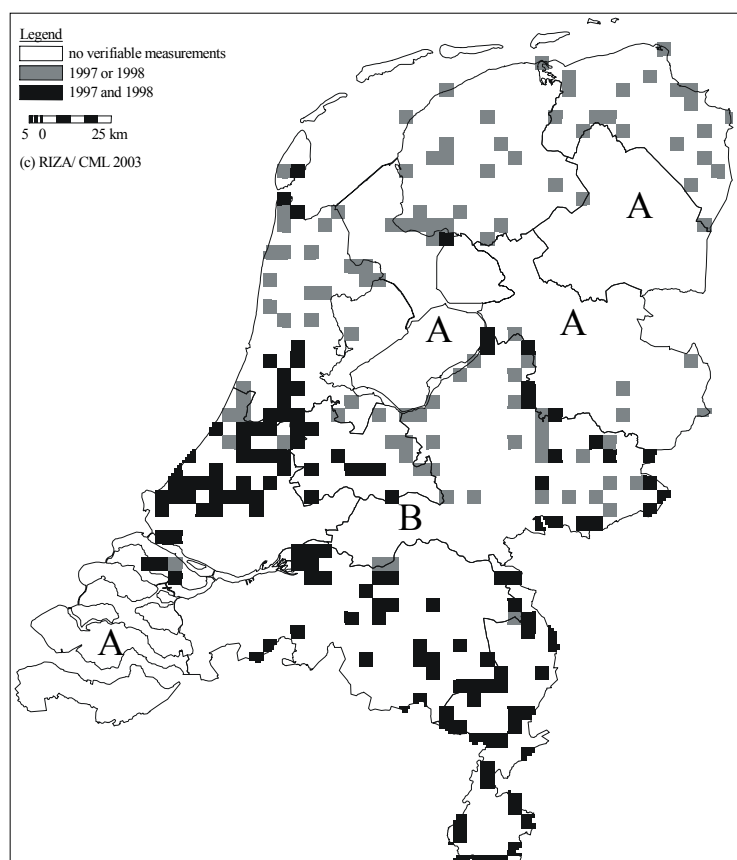 Legend
no verifiable measurements
1997 or 1998
1997 and 1998
5 0 25 km
(c) RIZA/ CML 2003
A
A
A
B
A